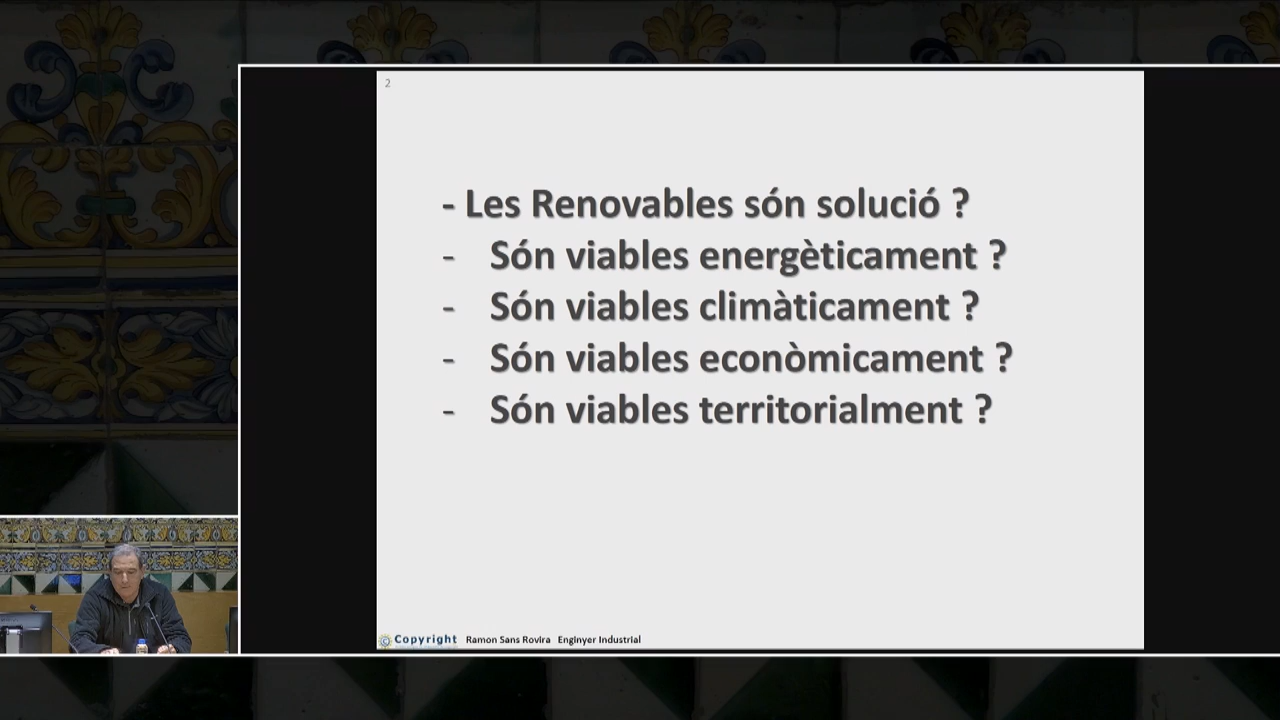 2
- Les Renovables són solució ?
- Són viables energèticament ?
- Són viables climàticament ?
- Són viables econòmicament ?
- Són viables territorialment ?
Copyright Ramon Sans Rovira Enginyer Industrial